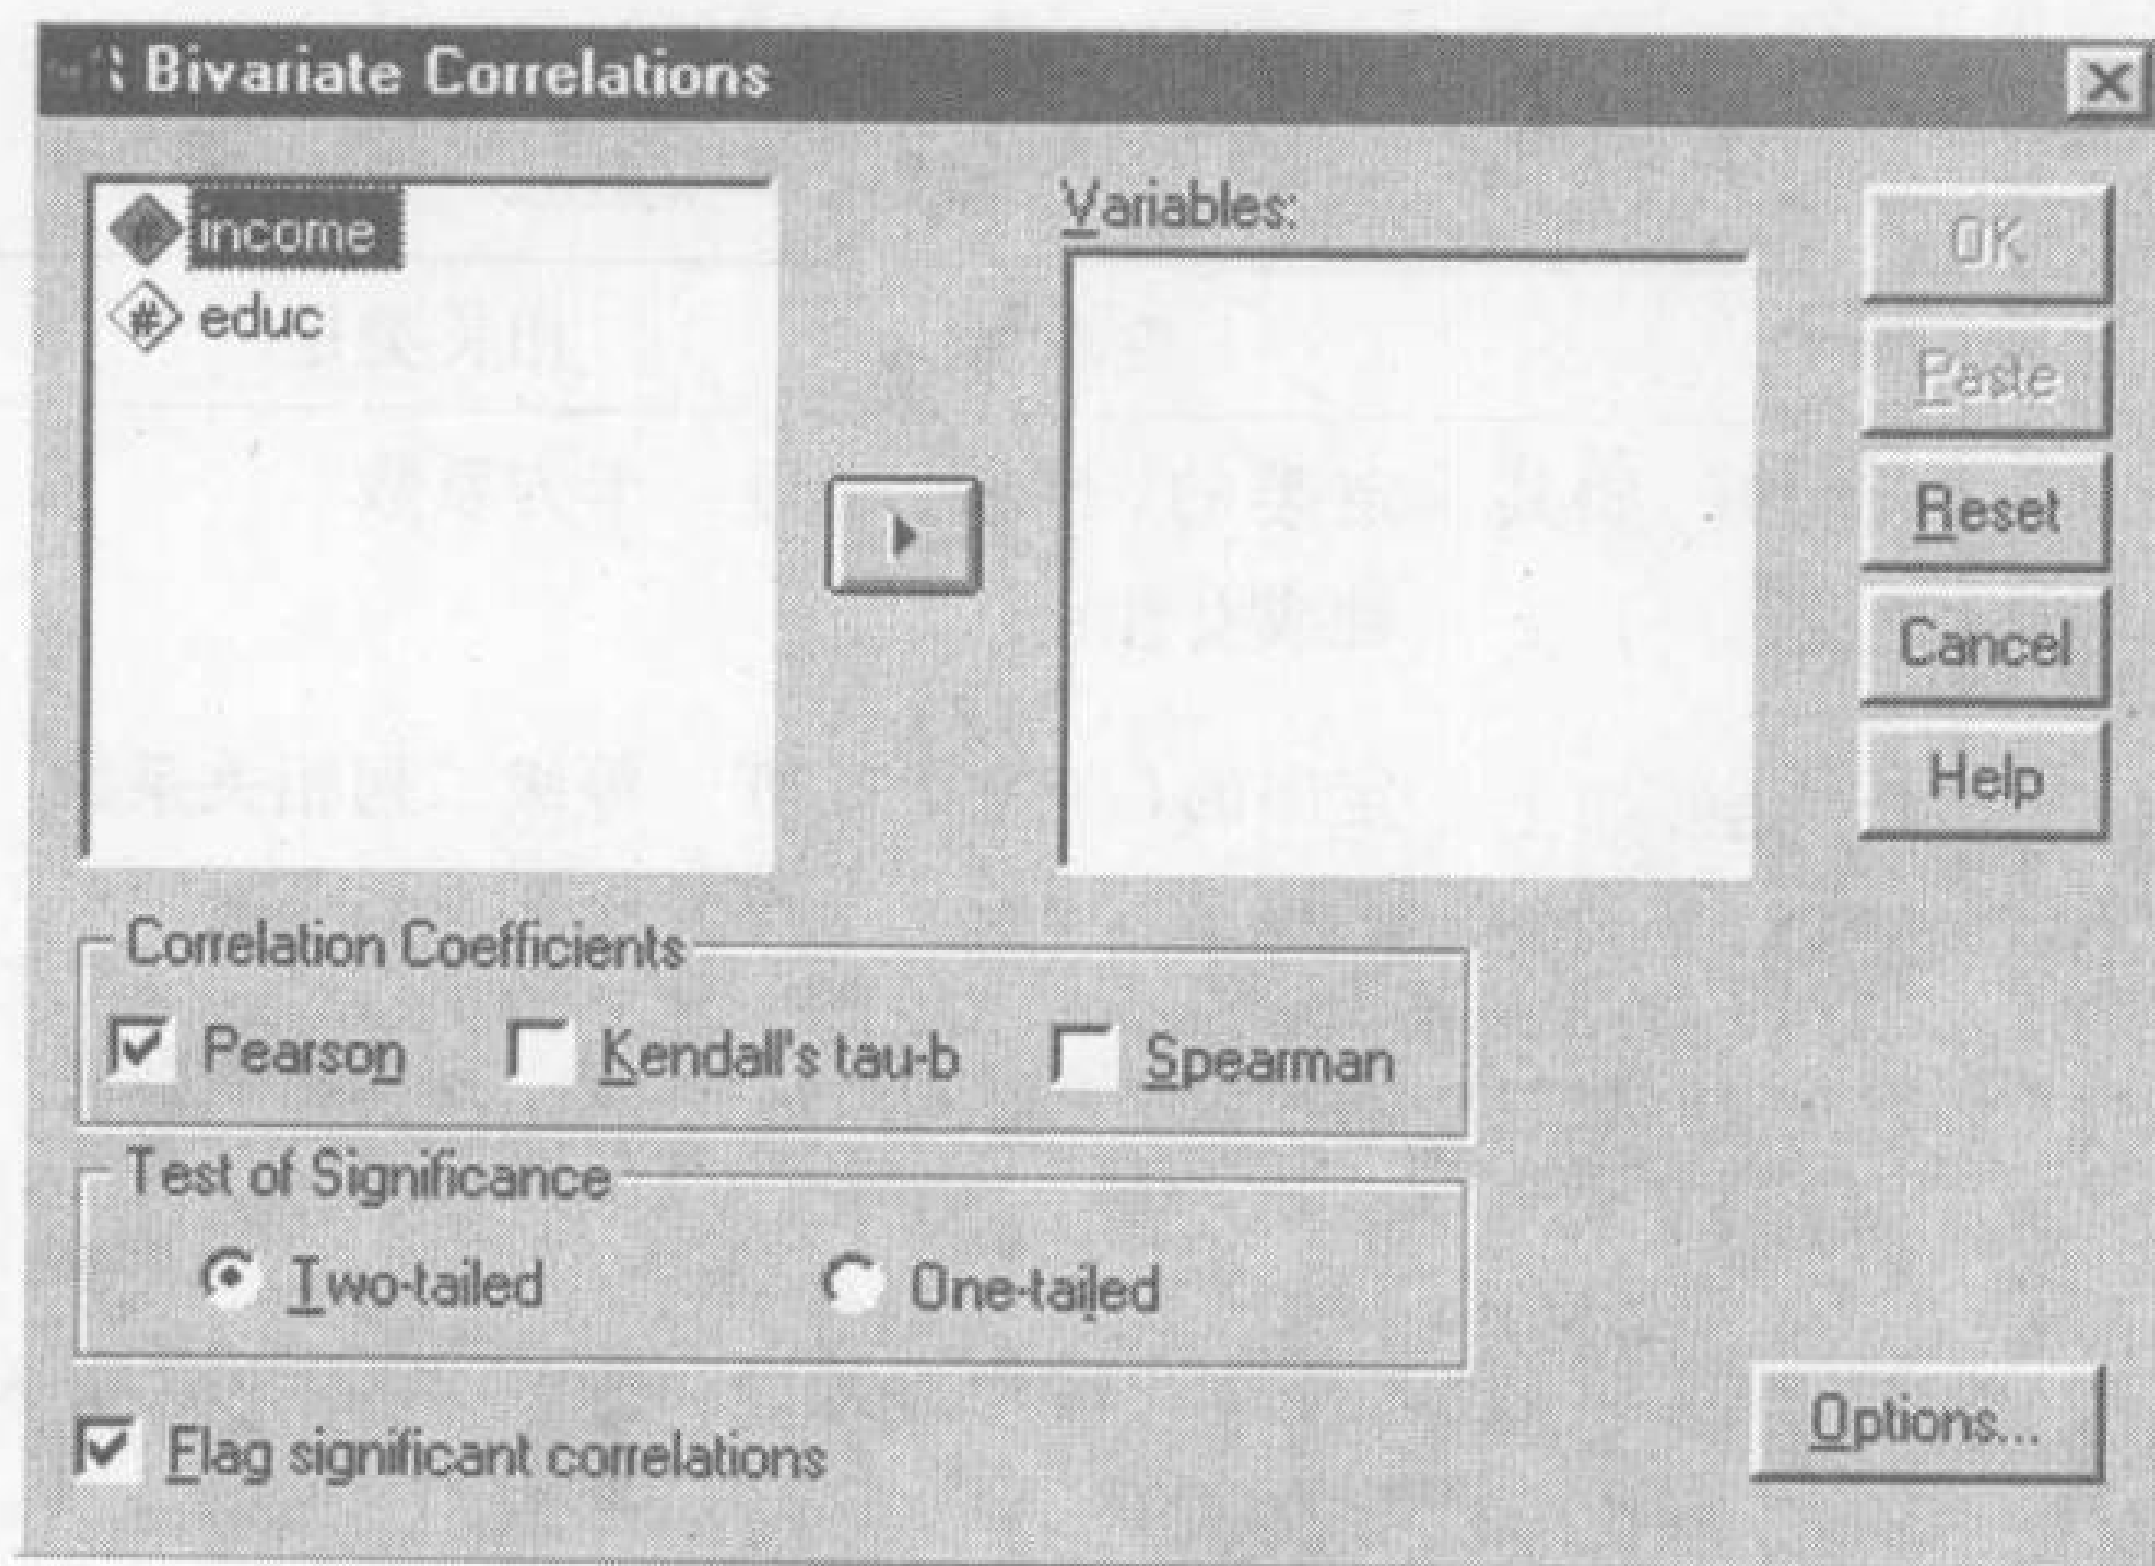 Bivariate Correlations
income
educ
#
Variables:
OK
Paste
Reset
Cancel
Help
Correlation Coefficients
Pearson
Kendall's tau-b
Spearman
Test of Significance
Two-tailed
One-tailed
Flag significant correlations
Options...